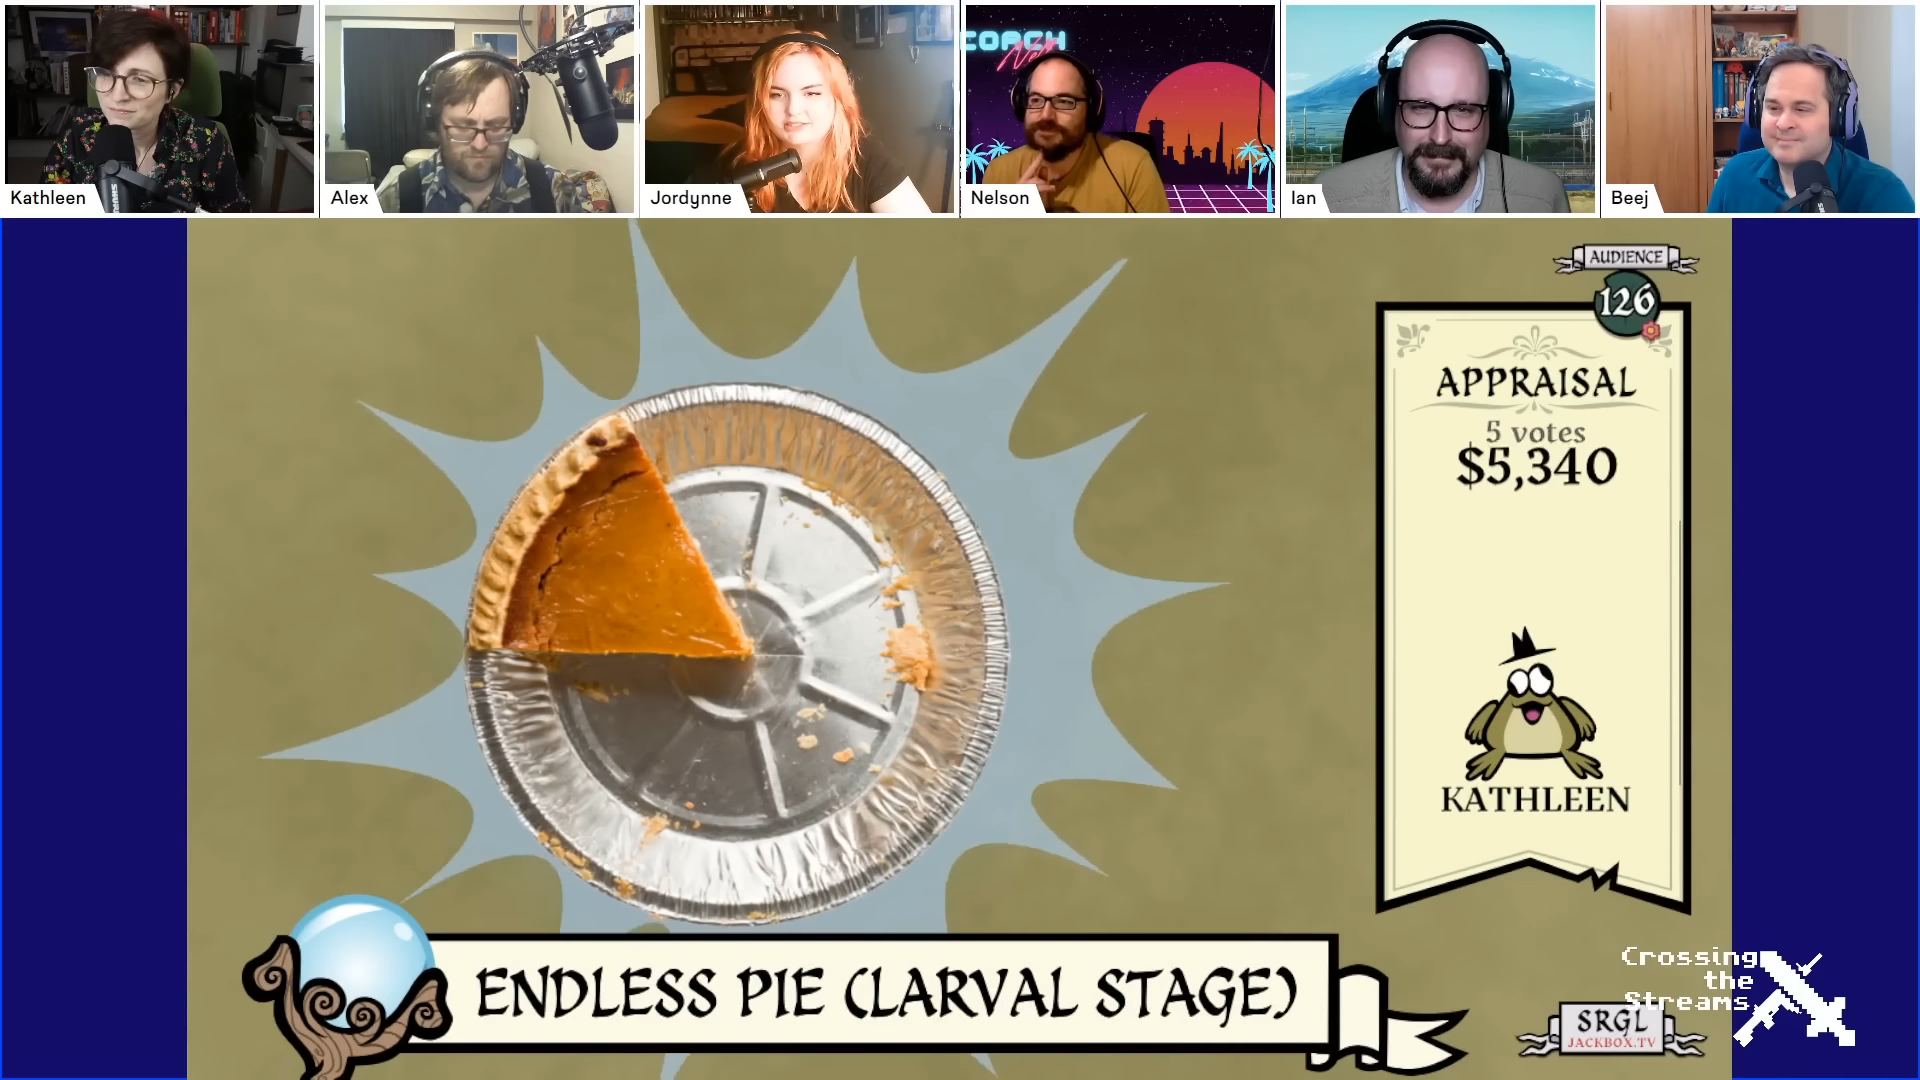 COACH
Kathleen
Alex
Jordynne
Nelson
Ian
Beej
AUDIENCE
126
APPRAISAL
5 votes
$5,340
KATHLEEN
ENDLESS PIE (LARVAL STAGE)
Crossing
the
Streams
SRGL
JACKBOX.TV